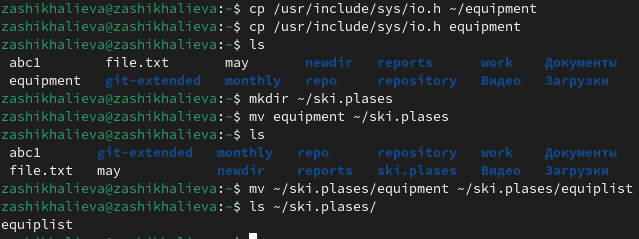 zashikhalieva@zashikhalieva:~$ cp /usr/include/sys/io.h ~/equipment
zashikhalieva@zashikhalieva:~$ cp /usr/include/sys/io.h equipment
zashikhalieva@zashikhalieva:~$ ls
abc1 file.txt may newdir reports work Документы
equipment git-extended monthly repo repository Видео Загрузки
zashikhalieva@zashikhalieva:~$ mkdir ~/ski.plases
zashikhalieva@zashikhalieva:~$ mv equipment ~/ski.plases
zashikhalieva@zashikhalieva:~$ ls
abc1 git-extended monthly repo repository work Документы
file.txt may newdir reports ski.plases Видео Загрузки
zashikhalieva@zashikhalieva:~$ mv ~/ski.plases/equipment ~/ski.plases/equiplist
zashikhalieva@zashikhalieva:~$ ls ~/ski.plases/
equiplist